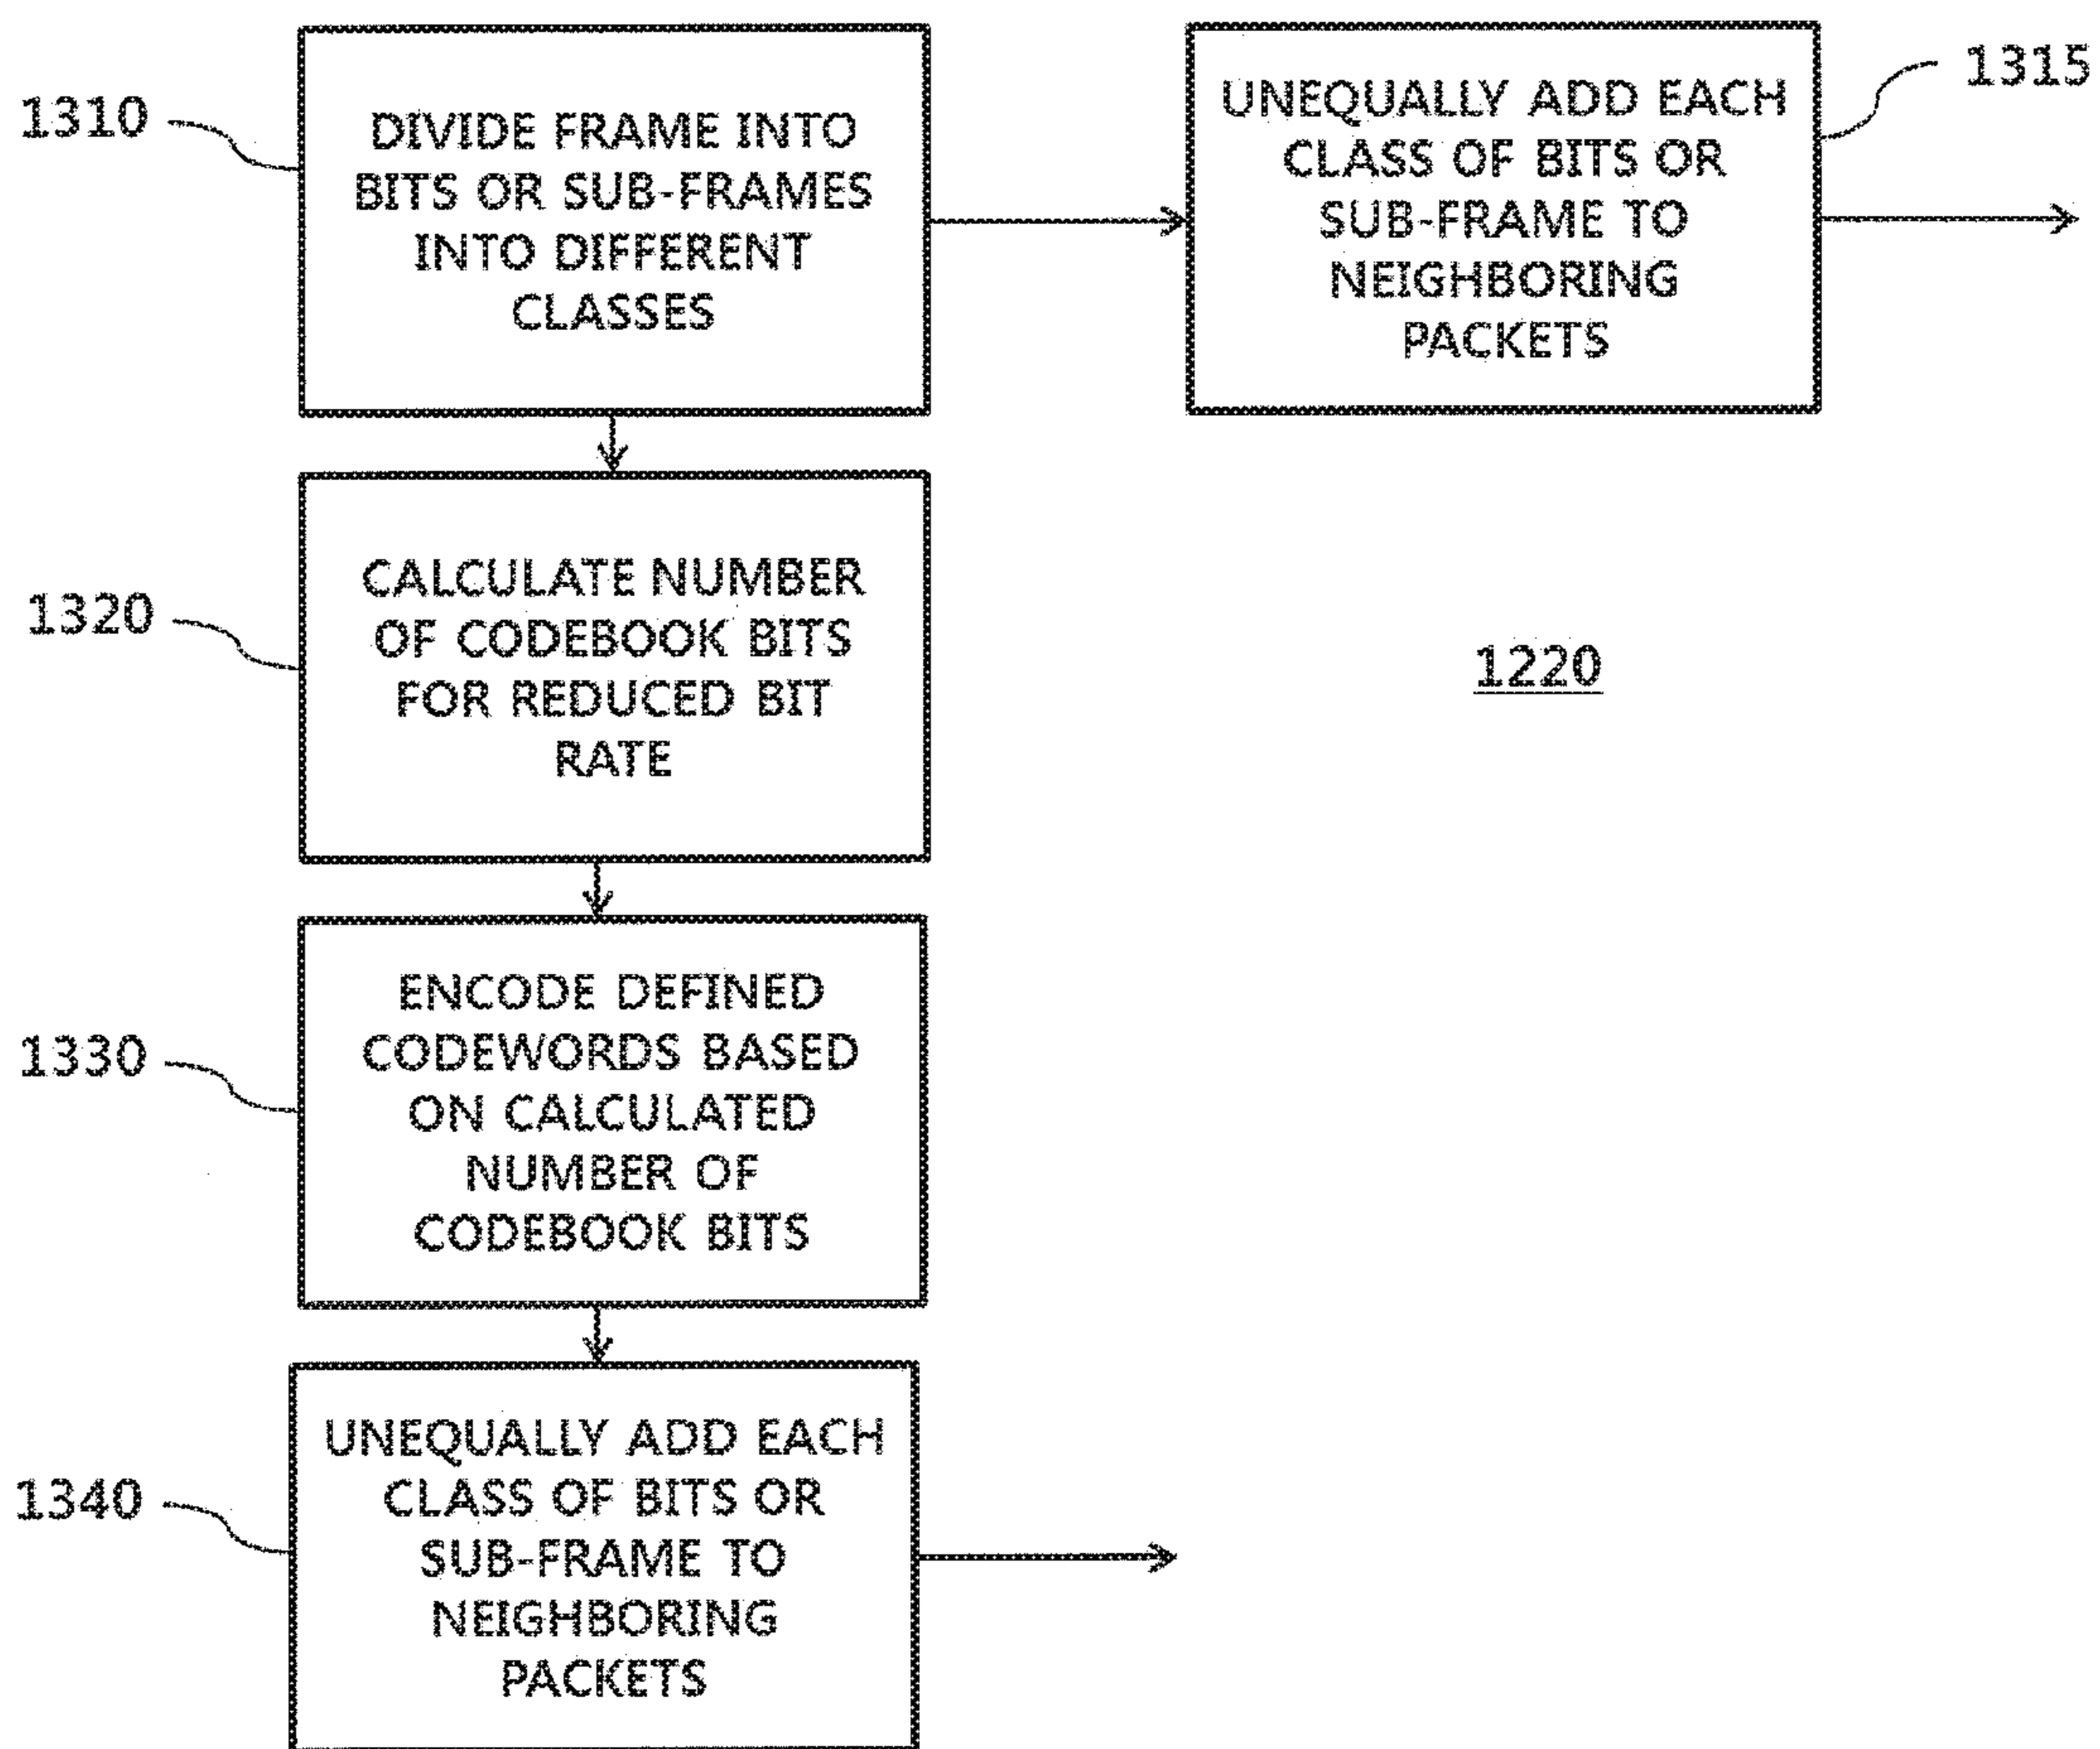 1310
DIVIDE FRAME INTO
BITS OR SUB-FRAMES
INTO DIFFERENT
CLASSES
1315
UNEQUALLY ADD EACH
CLASS OF BITS OR
SUB-FRAME TO
NEIGHBORING
PACKETS
1320
CALCULATE NUMBER
OF CODEBOOK BITS
FOR REDUCED BIT
RATE
1220
1330
ENCODE DEFINED
CODEWORDS BASED
ON CALCULATED
NUMBER OF
CODEBOOK BITS
1340
UNEQUALLY ADD EACH
CLASS OF BITS OR
SUB-FRAME TO
NEIGHBORING
PACKETS